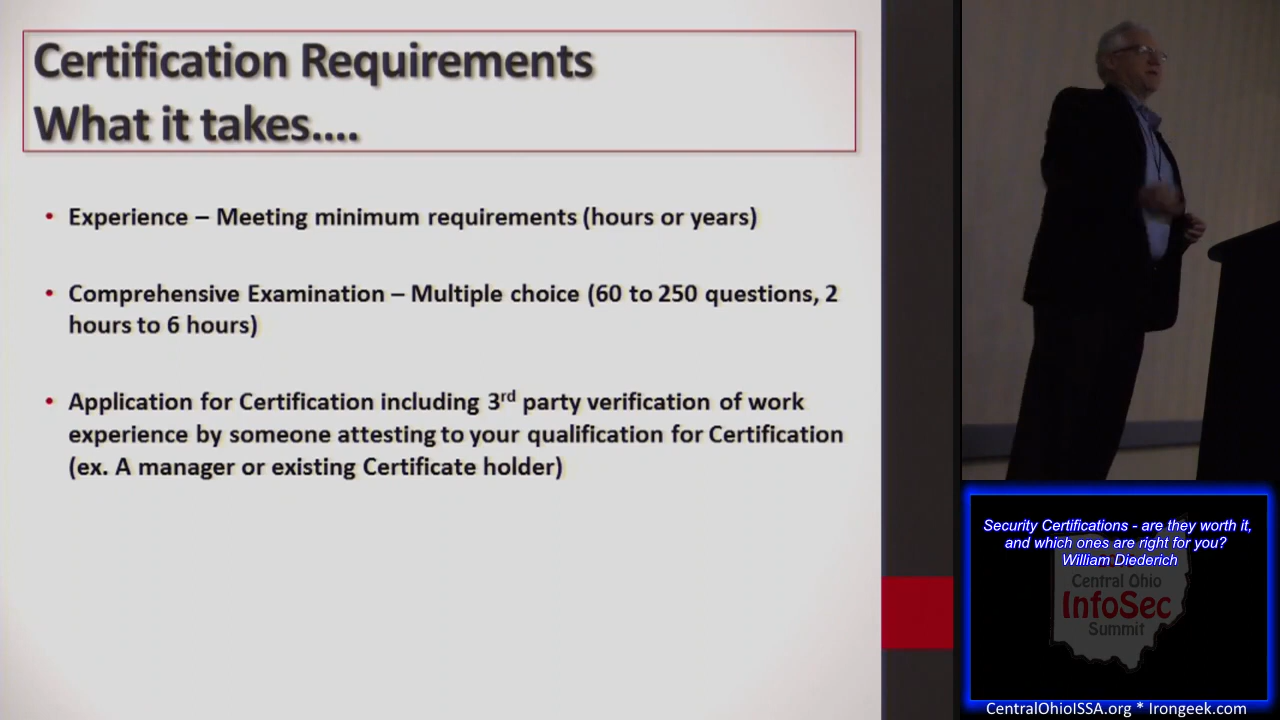 Certification Requirements
What it takes....
• Experience – Meeting minimum requirements (hours or years)
• Comprehensive Examination – Multiple choice (60 to 250 questions, 2
hours to 6 hours)
• Application for Certification including 3rd party verification of work
experience by someone attesting to your qualification for Certification
(ex. A manager or existing Certificate holder)
Security Certifications - are they worth it,
and which ones are right for you?
William Diederich
Central Ohio
InfoSec
Summit
CentralOhioISSA.org * Irongeek.com